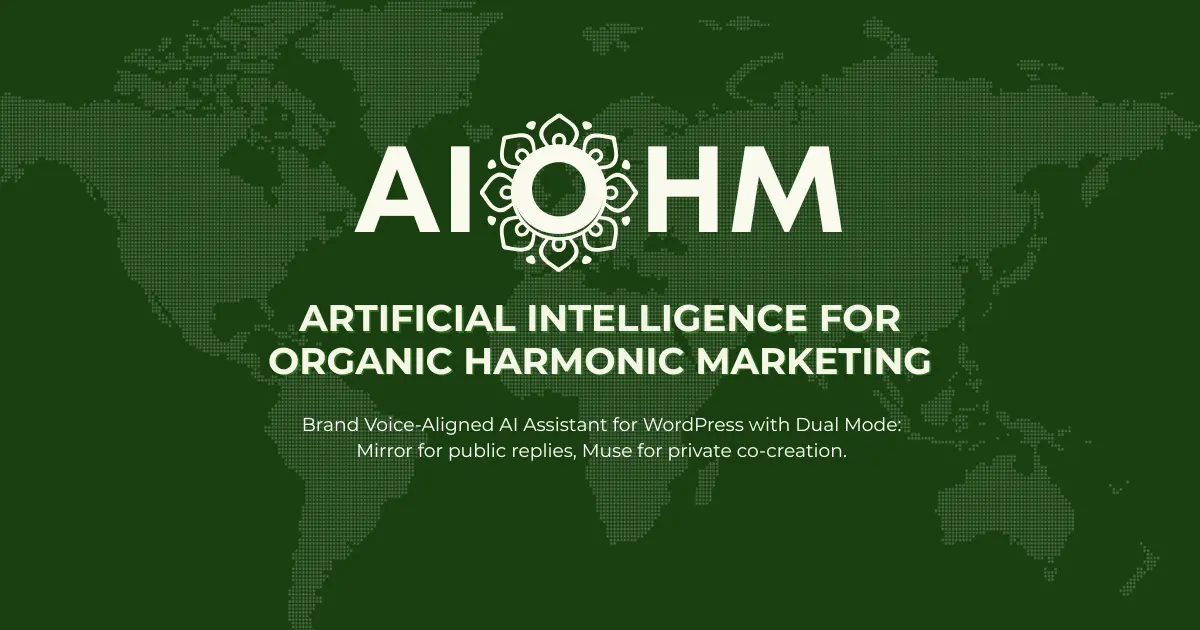 AIOHM
ARTIFICIAL INTELLIGENCE FOR
ORGANIC HARMONIC MARKETING
Brand Voice-Aligned AI Assistant for WordPress with Dual Mode:
Mirror for public replies, Muse for private co-creation.